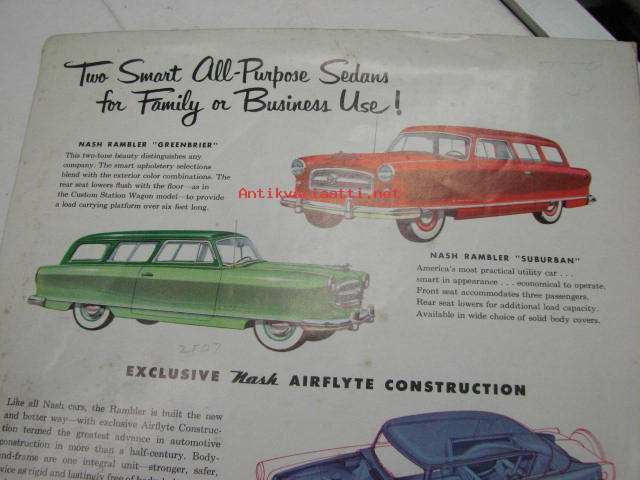 Two Smart All-Purpose Sedans
for Family or Business Use!
NASH RAMBLER "GREENBRIER"
This two-tone beauty distinguishes any
company. The smart upholstery selections
blend with the exterior color combinations. The
rear seat lowers flush with the floor—as in
the Custom Station Wagon model—to provide
a load carrying platform over six feet long.
Antikvariaatti.net
NASH RAMBLER "SUBURBAN"
America's most practical utility car . . .
smart in appearance . . . economical to operate.
Front seat accommodates three passengers.
Rear seat lowers for additional load capacity.
Available in wide choice of solid body colors.
EXCLUSIVE Nash AIRFLYTE CONSTRUCTION
Like all Nash cars, the Rambler is built the new
and better way—with exclusive Airflyte Construc-
tion termed the greatest advance in automotive
construction in more than a half-century. Body-
and-frame are one integral unit—stronger, safer,
as rigid and lastingly free of